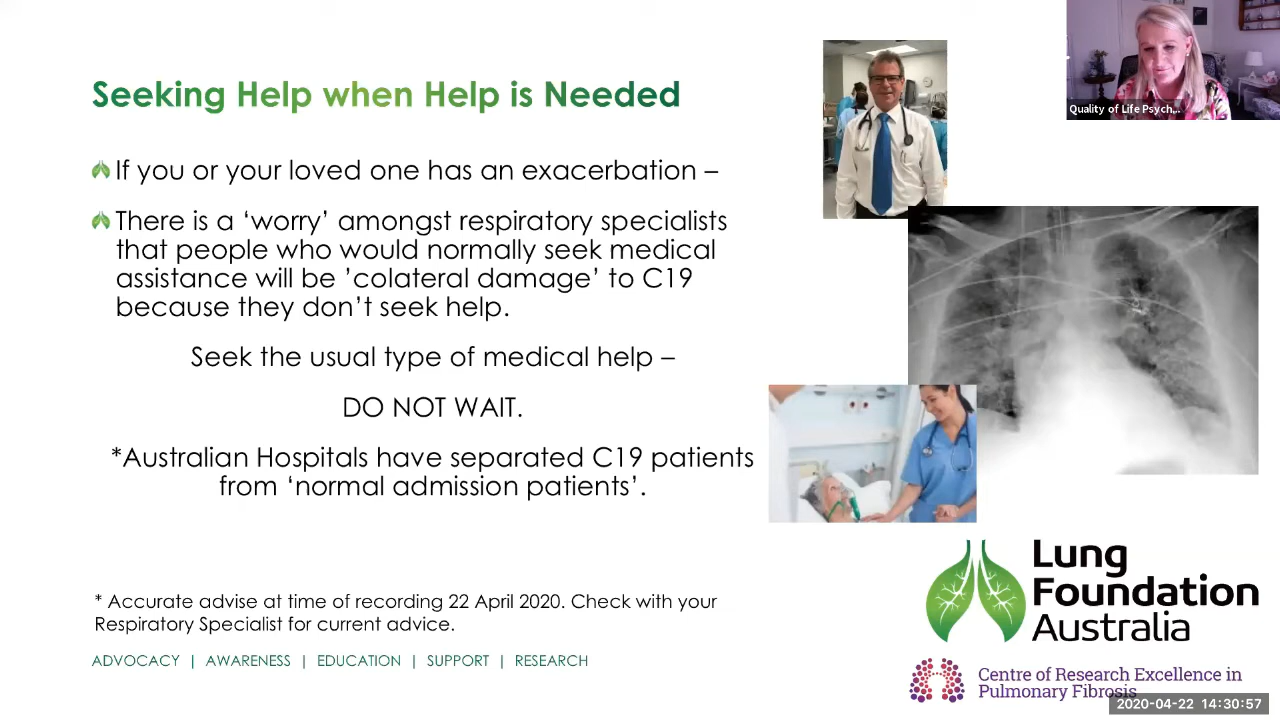 Seeking Help when Help is Needed
If you or your loved one has an exacerbation –
There is a ‘worry’ amongst respiratory specialists
that people who would normally seek medical
assistance will be ’colateral damage’ to C19
because they don’t seek help.
Seek the usual type of medical help –
DO NOT WAIT.
*Australian Hospitals have separated C19 patients
from ‘normal admission patients’.
* Accurate advise at time of recording 22 April 2020. Check with your
Respiratory Specialist for current advice.
ADVOCACY | AWARENESS | EDUCATION | SUPPORT | RESEARCH
Quality of Life Psych...
Lung
Foundation
Australia
Centre of Research Excellence in
Pulmonary Fibrosis
2020-04-22 14:30:57